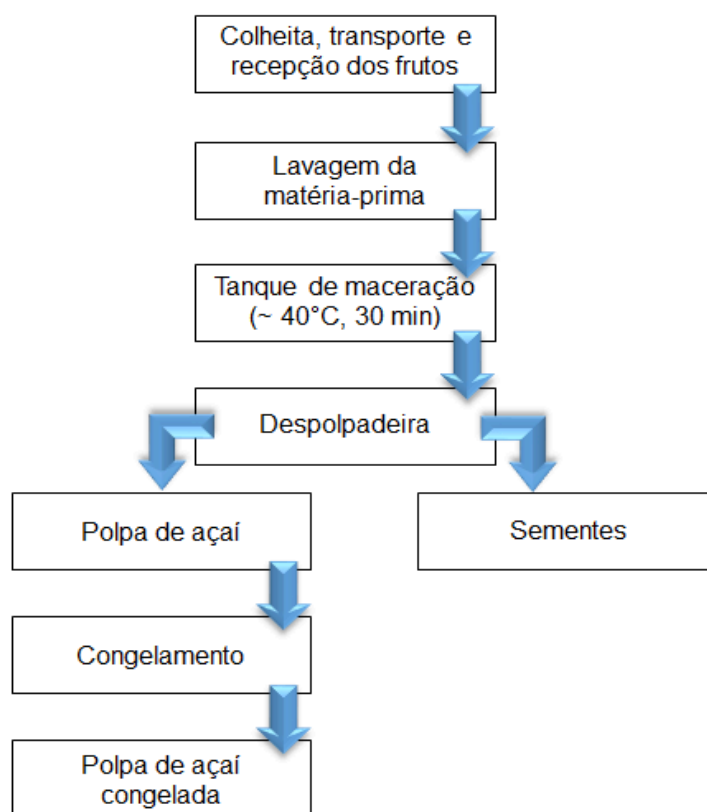 Colheita, transporte e
recepção dos frutos
Lavagem da
matéria-prima
Tanque de maceração
(~ 40°C, 30 min)
Despolpadeira
Polpa de açaí
Sementes
Congelamento
Polpa de açaí
congelada